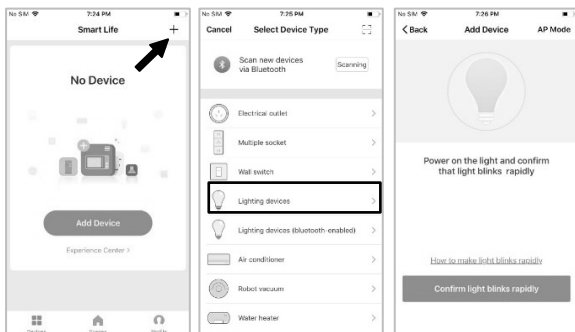 No SIM 7:24 PM
Smart Life
+
No Device
Add Device
Experience Center >
No SIM 7:25 PM
Cancel Select Device Type
Scan new devices
via Bluetooth
Scanning
Electrical outlet
Multiple socket
Wall switch
Lighting devices
Lighting devices (bluetooth-enabled)
Air conditioner
Robot vacuum
Water heater
No SIM 7:26 PM
< Back Add Device AP Mode
Power on the light and confirm
that light blinks rapidly
How to make light blinks rapidly
Confirm light blinks rapidly